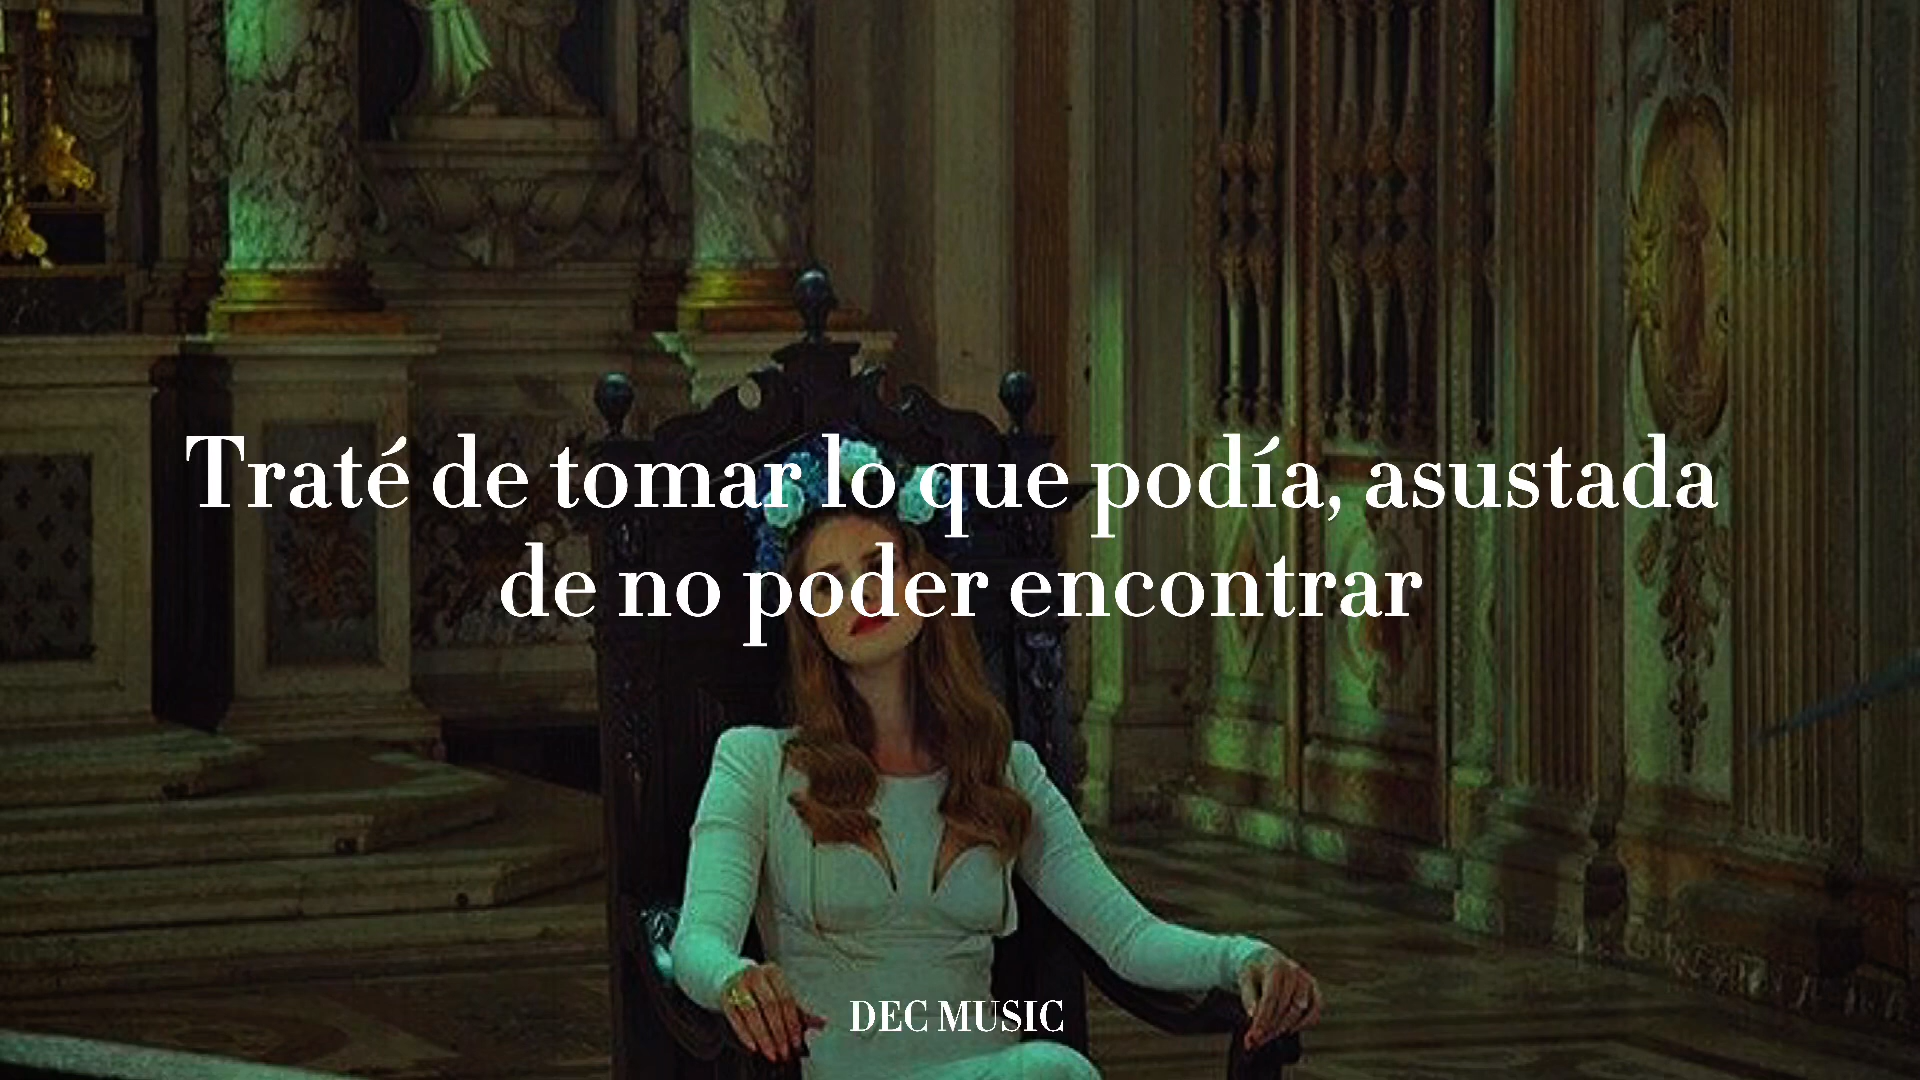 Traté de tomar lo que podía, asustada
de no poder encontrar
DEC MUSIC